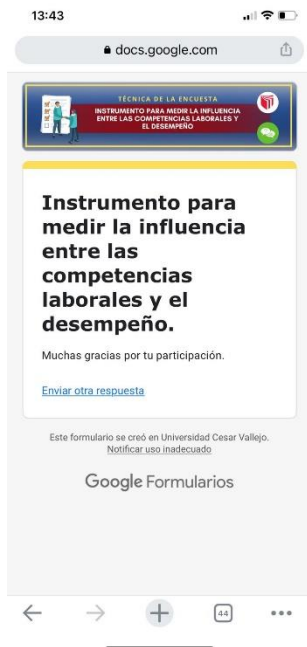 13:43
docs.google.com
TÉCNICA DE LA ENCUESTA
INSTRUMENTO PARA MEDIR LA INFLUENCIA
ENTRE LAS COMPETENCIAS LABORALES Y
EL DESEMPEÑO
Instrumento para
medir la influencia
entre las
competencias
laborales y el
desempeño.
Muchas gracias por tu participación.
Enviar otra respuesta
Este formulario se creó en Universidad Cesar Vallejo.
Notificar uso inadecuado
Google Formularios
44